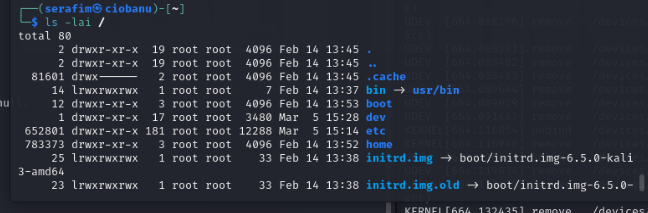 ┌──(serafim㉿ciobanu)-[~]
└─$ ls -lai /
total 80
2 drwxr-xr-x 19 root root 4096 Feb 14 13:45 .
2 drwxr-xr-x 19 root root 4096 Feb 14 13:45 ..
81601 drwx------ 2 root root 4096 Feb 14 13:45 .cache
14 lrwxrwxrwx 1 root root 7 Feb 14 13:37 bin -> usr/bin
12 drwxr-xr-x 3 root root 4096 Feb 14 13:53 boot
1 drwxr-xr-x 17 root root 3480 Mar 5 15:28 dev
652801 drwxr-xr-x 181 root root 12288 Mar 5 15:14 etc
783373 drwxr-xr-x 3 root root 4096 Feb 14 13:52 home
25 lrwxrwxrwx 1 root root 33 Feb 14 13:38 initrd.img -> boot/initrd.img-6.5.0-kali
3-amd64
23 lrwxrwxrwx 1 root root 33 Feb 14 13:38 initrd.img.old -> boot/initrd.img-6.5.0-
KERNEL[664.132435] remove /devices